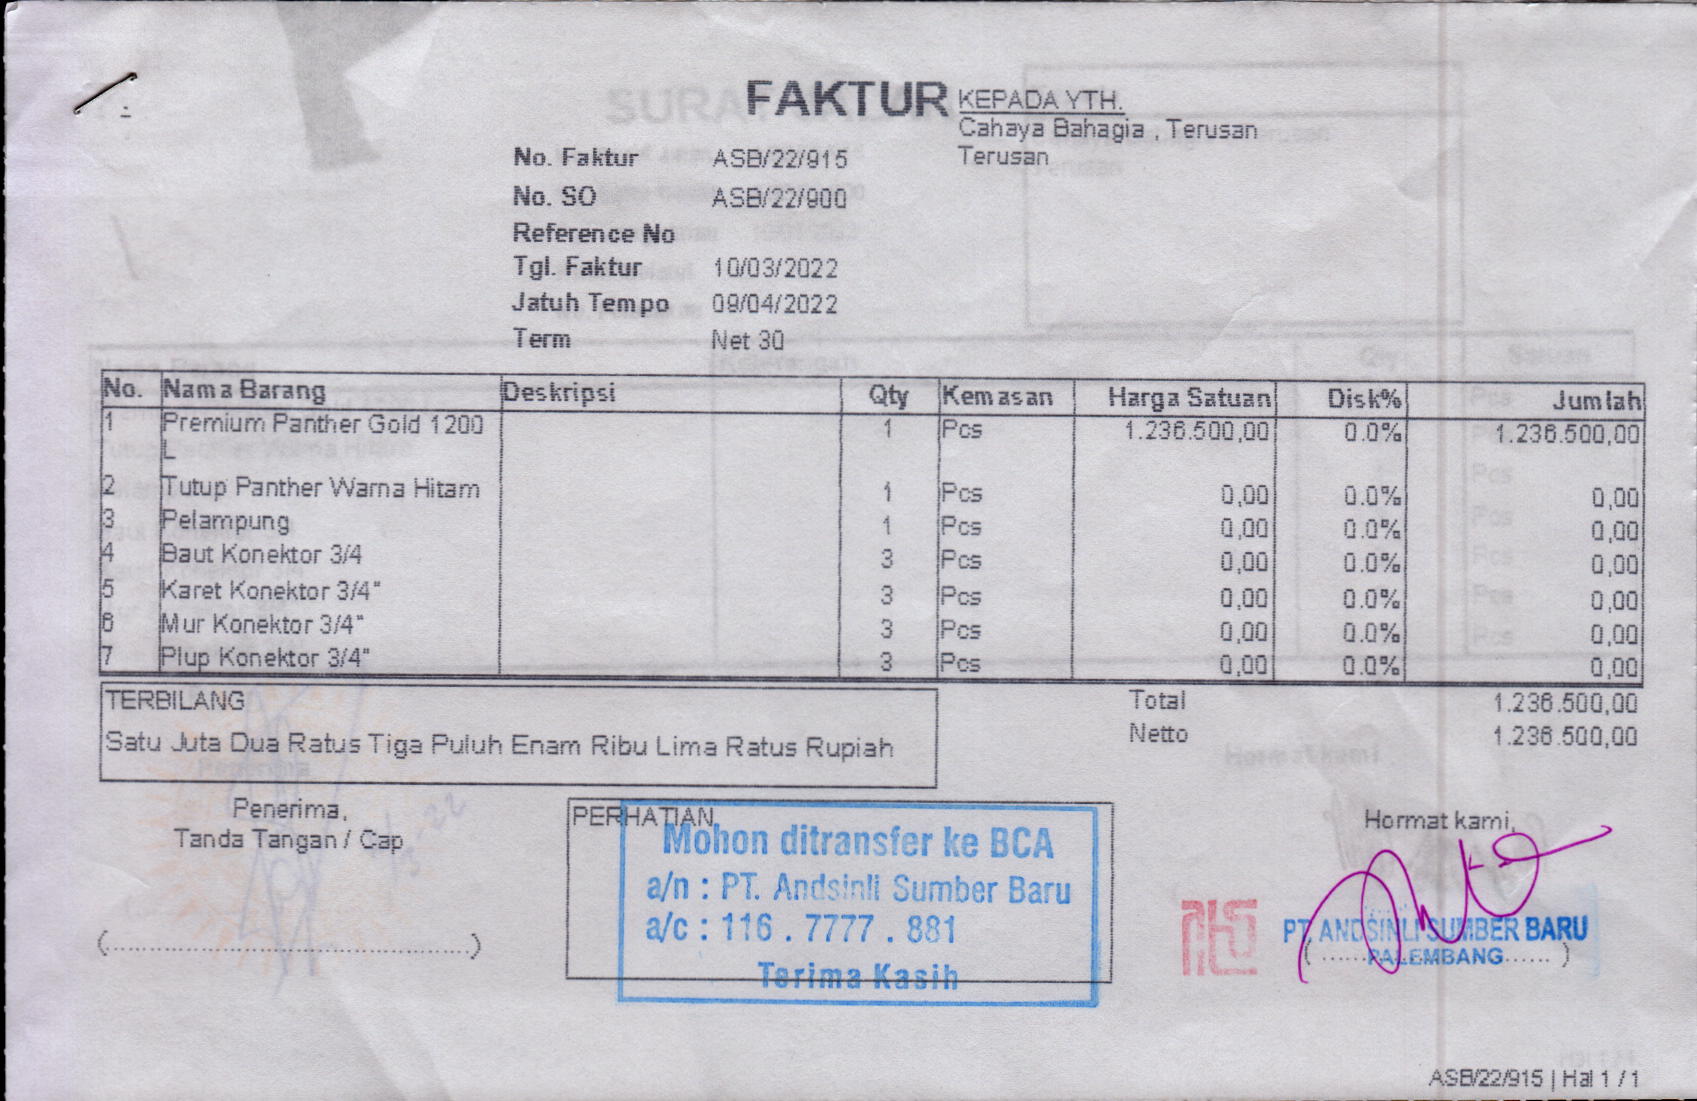 FAKTUR
KEPADA YTH.
Cahaya Bahagia , Terusan
Terusan
No. Faktur ASB/22/915
No. SO ASB/22/900
Reference No
Tgl. Faktur 10/03/2022
Jatuh Tempo 09/04/2022
Term Net 30
No. Nama Barang Deskripsi Qty Kemasan Harga Satuan Disk% Jumlah
1 Premium Panther Gold 1200 1 Pcs 1.236.500,00 0.0% 1.236.500,00
L
2 Tutup Panther Warna Hitam 1 Pcs 0,00 0.0% 0,00
3 Pelampung 1 Pcs 0,00 0.0% 0,00
4 Baut Konektor 3/4 3 Pcs 0,00 0.0% 0,00
5 Karet Konektor 3/4" 3 Pcs 0,00 0.0% 0,00
6 Mur Konektor 3/4" 3 Pcs 0,00 0.0% 0,00
7 Plup Konektor 3/4" 3 Pcs 0,00 0.0% 0,00
TERBILANG
Satu Juta Dua Ratus Tiga Puluh Enam Ribu Lima Ratus Rupiah
Total 1.236.500,00
Netto 1.236.500,00
Penerima,
Tanda Tangan / Cap
(..........................................)
PERHATIAN
Mohon ditransfer ke BCA
a/n : PT. Andsinli Sumber Baru
a/c : 116 . 7777 . 881
Terima Kasih
Hormat kami,
PT. ANDSINLI SUMBER BARU
PALEMBANG
ASB/22/915 | Hal 1 / 1